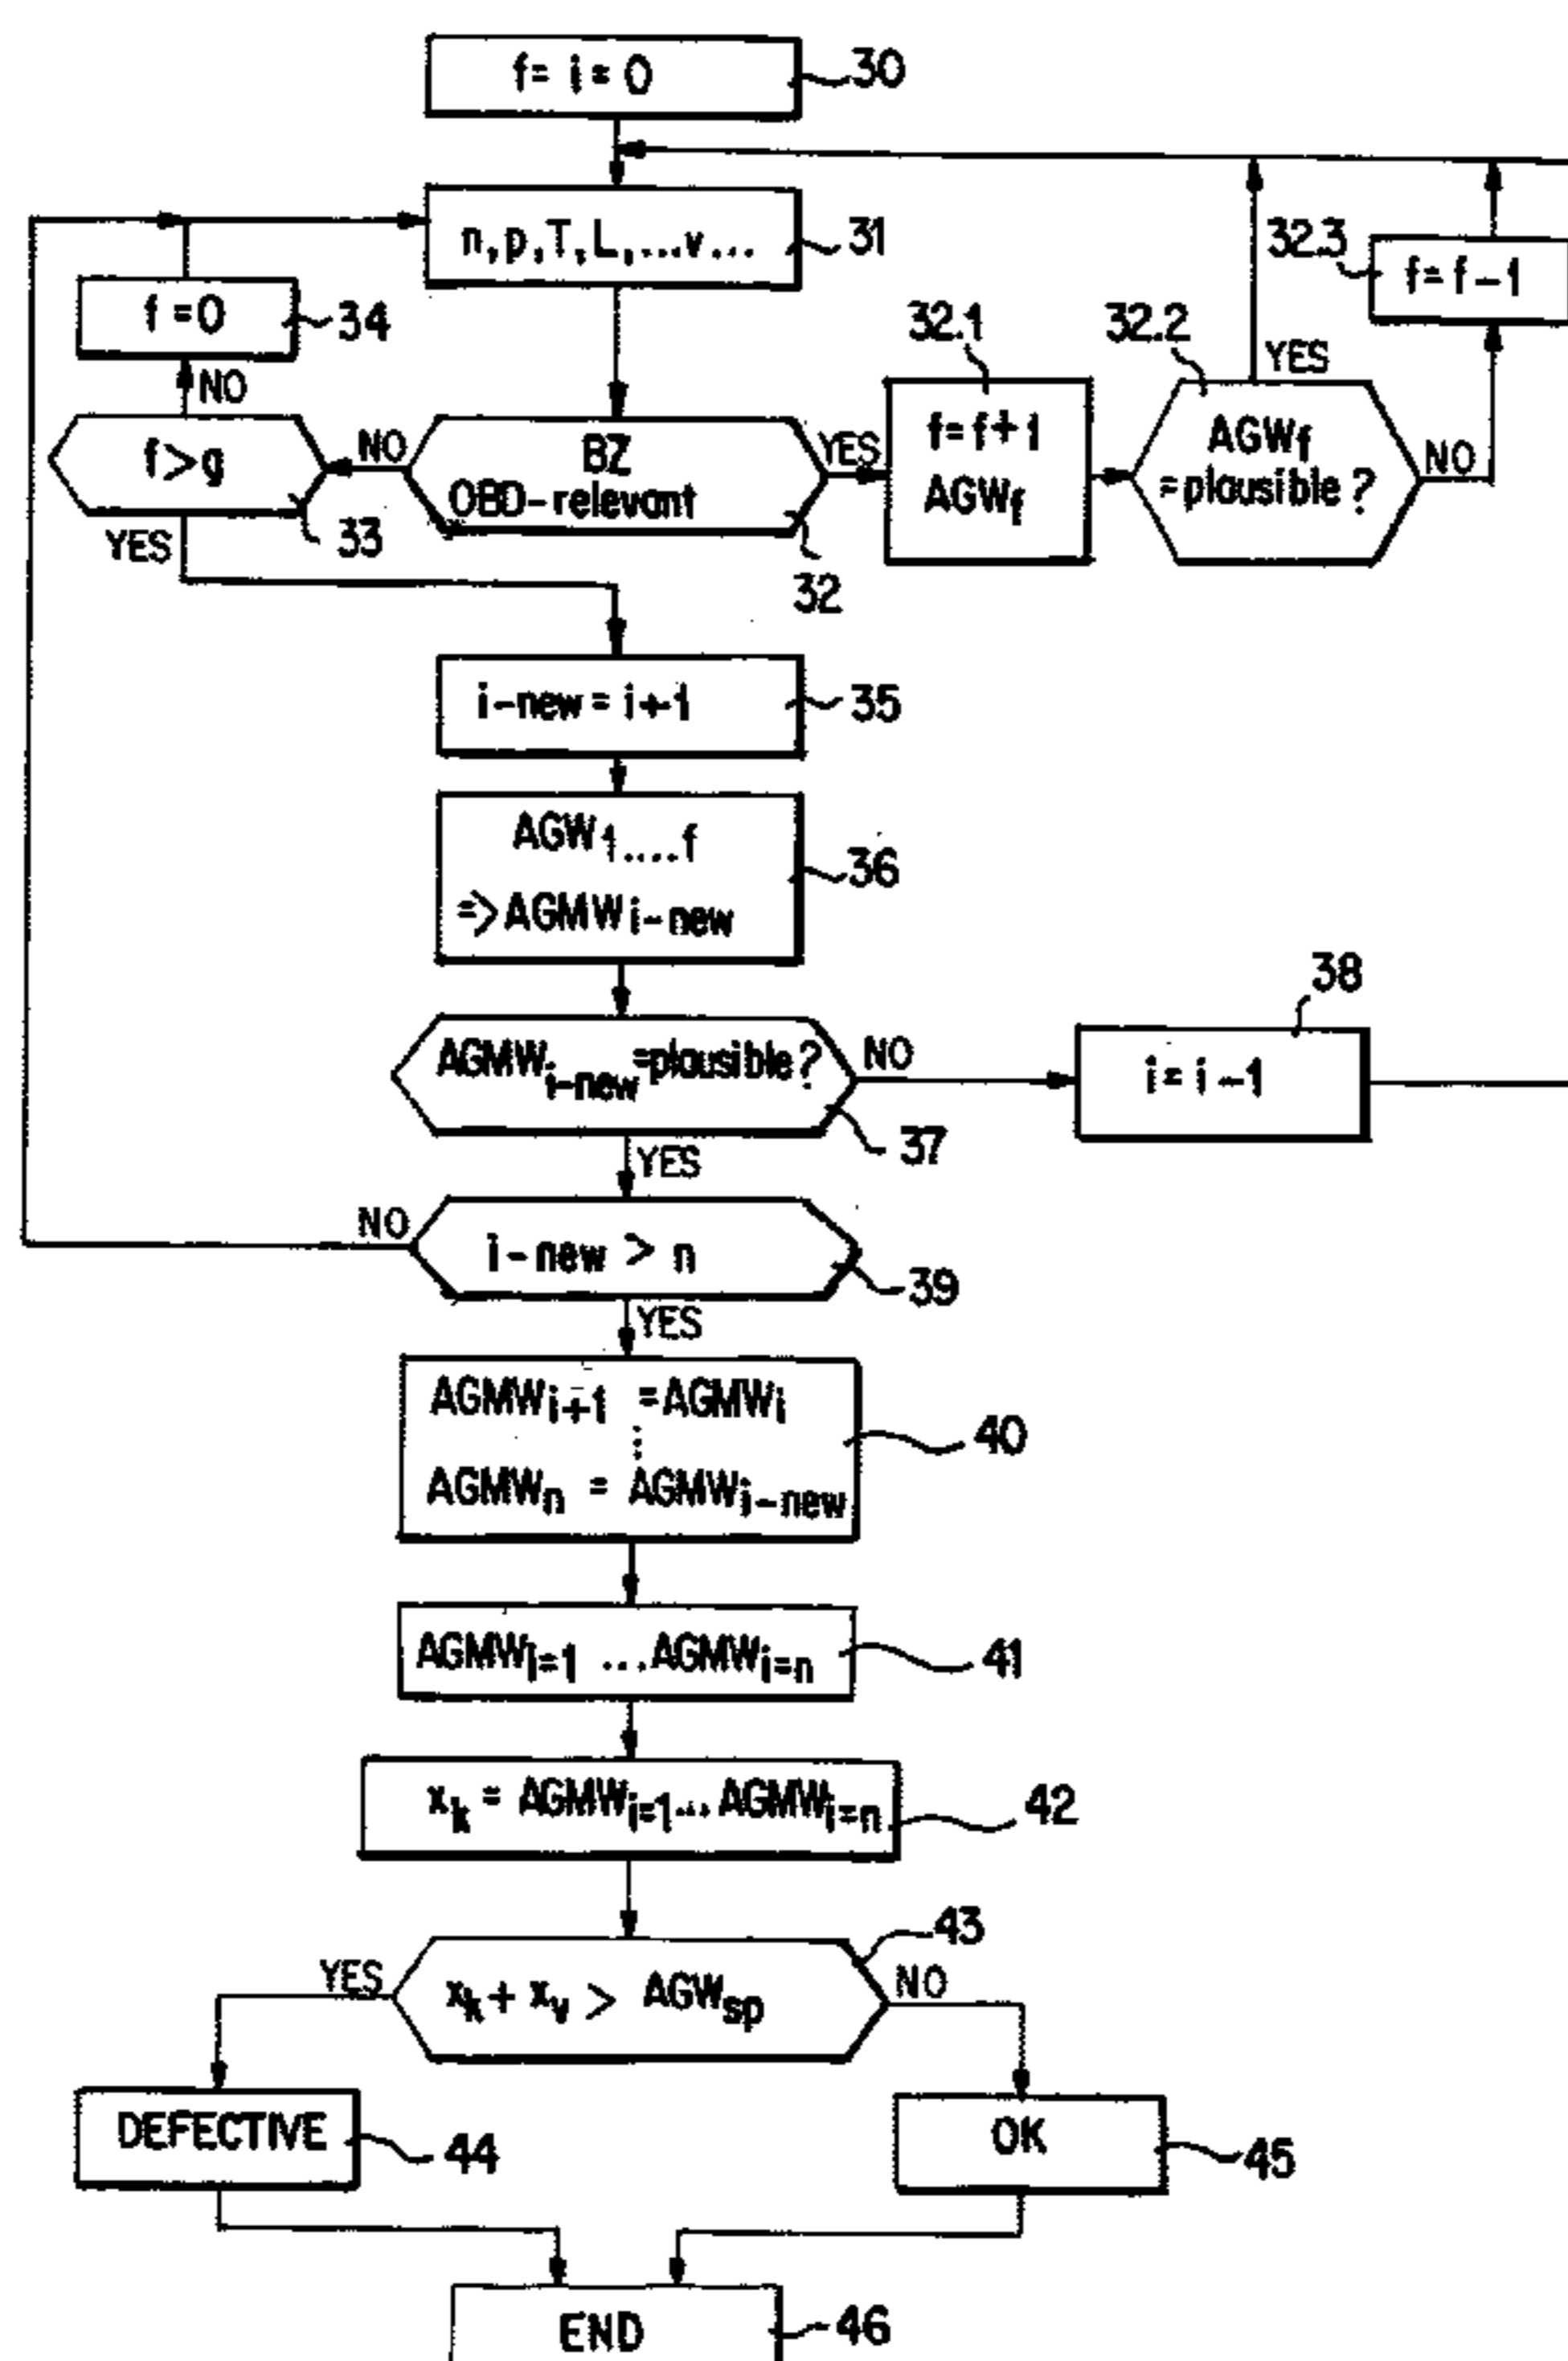 f= i = 0
30
n,p,T,L,...v...
31
32.3
f= f-1
f = 0
34
32.1
32.2
YES
NO
f>g
NO
BZ
OBD-relevant
YES
f= f+1
AGWf
AGWf
=plausible?
NO
YES
33
32
i-new = i+1
35
AGW1....f
=>AGMWi-new
36
38
AGMWi-new =plausible?
NO
i= i-1
37
YES
NO
i-new > n
39
YES
AGMWi+1 =AGMWi
⋮
AGMWn = AGMWi-new
40
AGMWi=1 ...AGMWi=n
41
xk = AGMWi=1... AGMWi=n
42
43
YES
xk+ xv > AGWsp
NO
DEFECTIVE
44
OK
45
END
46